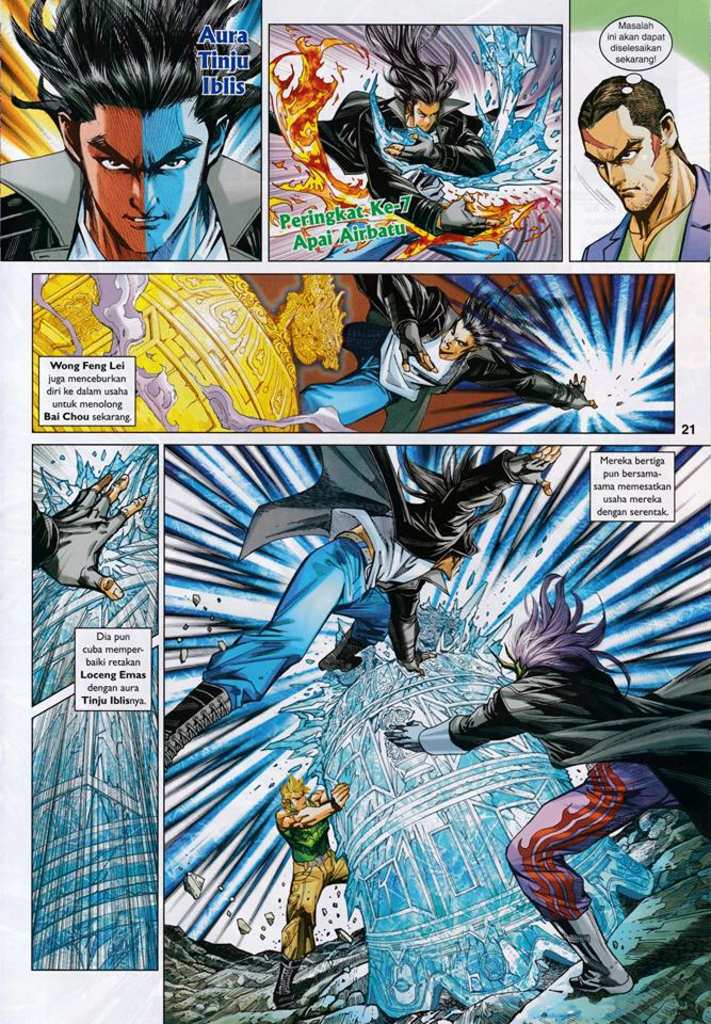 Aura
Tinju
Iblis
Peringkat Ke-7
Apai Airbatu
Masalah
ini akan dapat
diselesaikan
sekarang!
Wong Feng Lei
juga menceburkan
diri ke dalam usaha
untuk menolong
Bai Chou sekarang.
21
Dia pun
cuba memper-
baiki retakan
Loceng Emas
dengan aura
Tinju Iblisnya.
Mereka bertiga
pun bersama-
sama memesatkan
usaha mereka
dengan serentak.